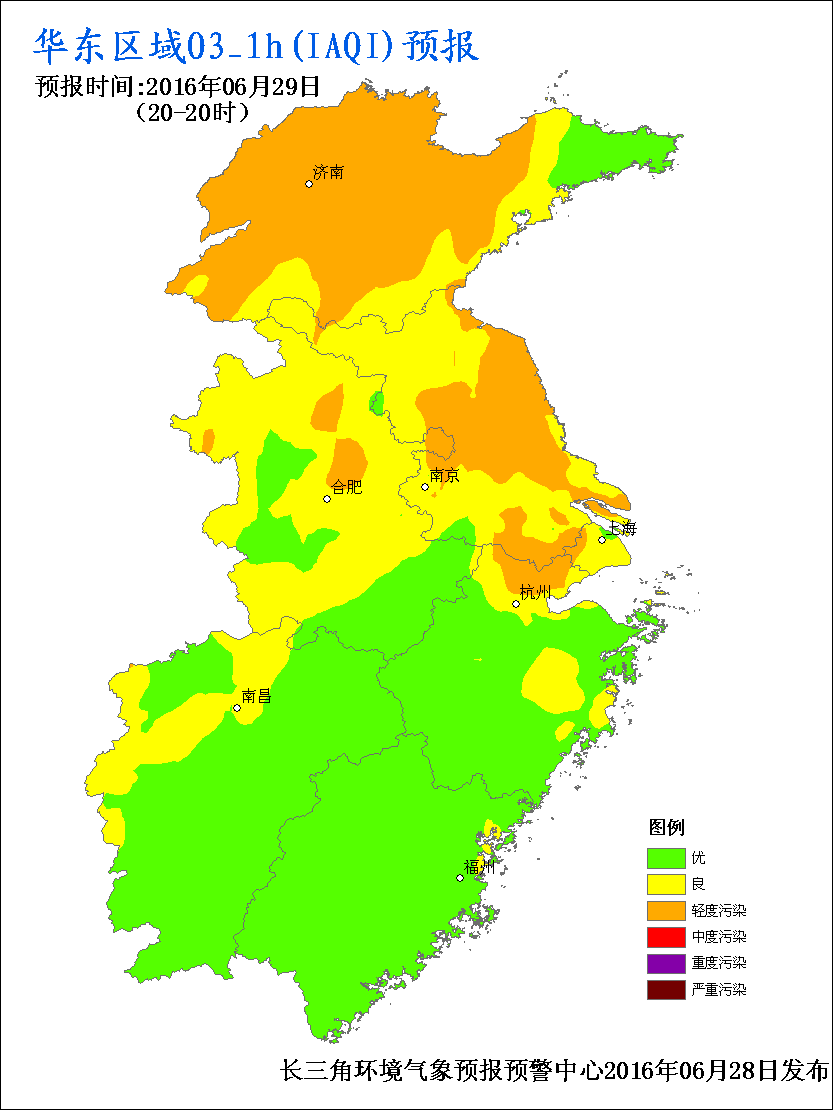 华东区域O3_1h(IAQI)预报
预报时间:2016年06月29日
(20-20时)
济南
南京
合肥
上海
杭州
南昌
福州
图例
优
良
轻度污染
中度污染
重度污染
严重污染
长三角环境气象预报预警中心2016年06月28日发布